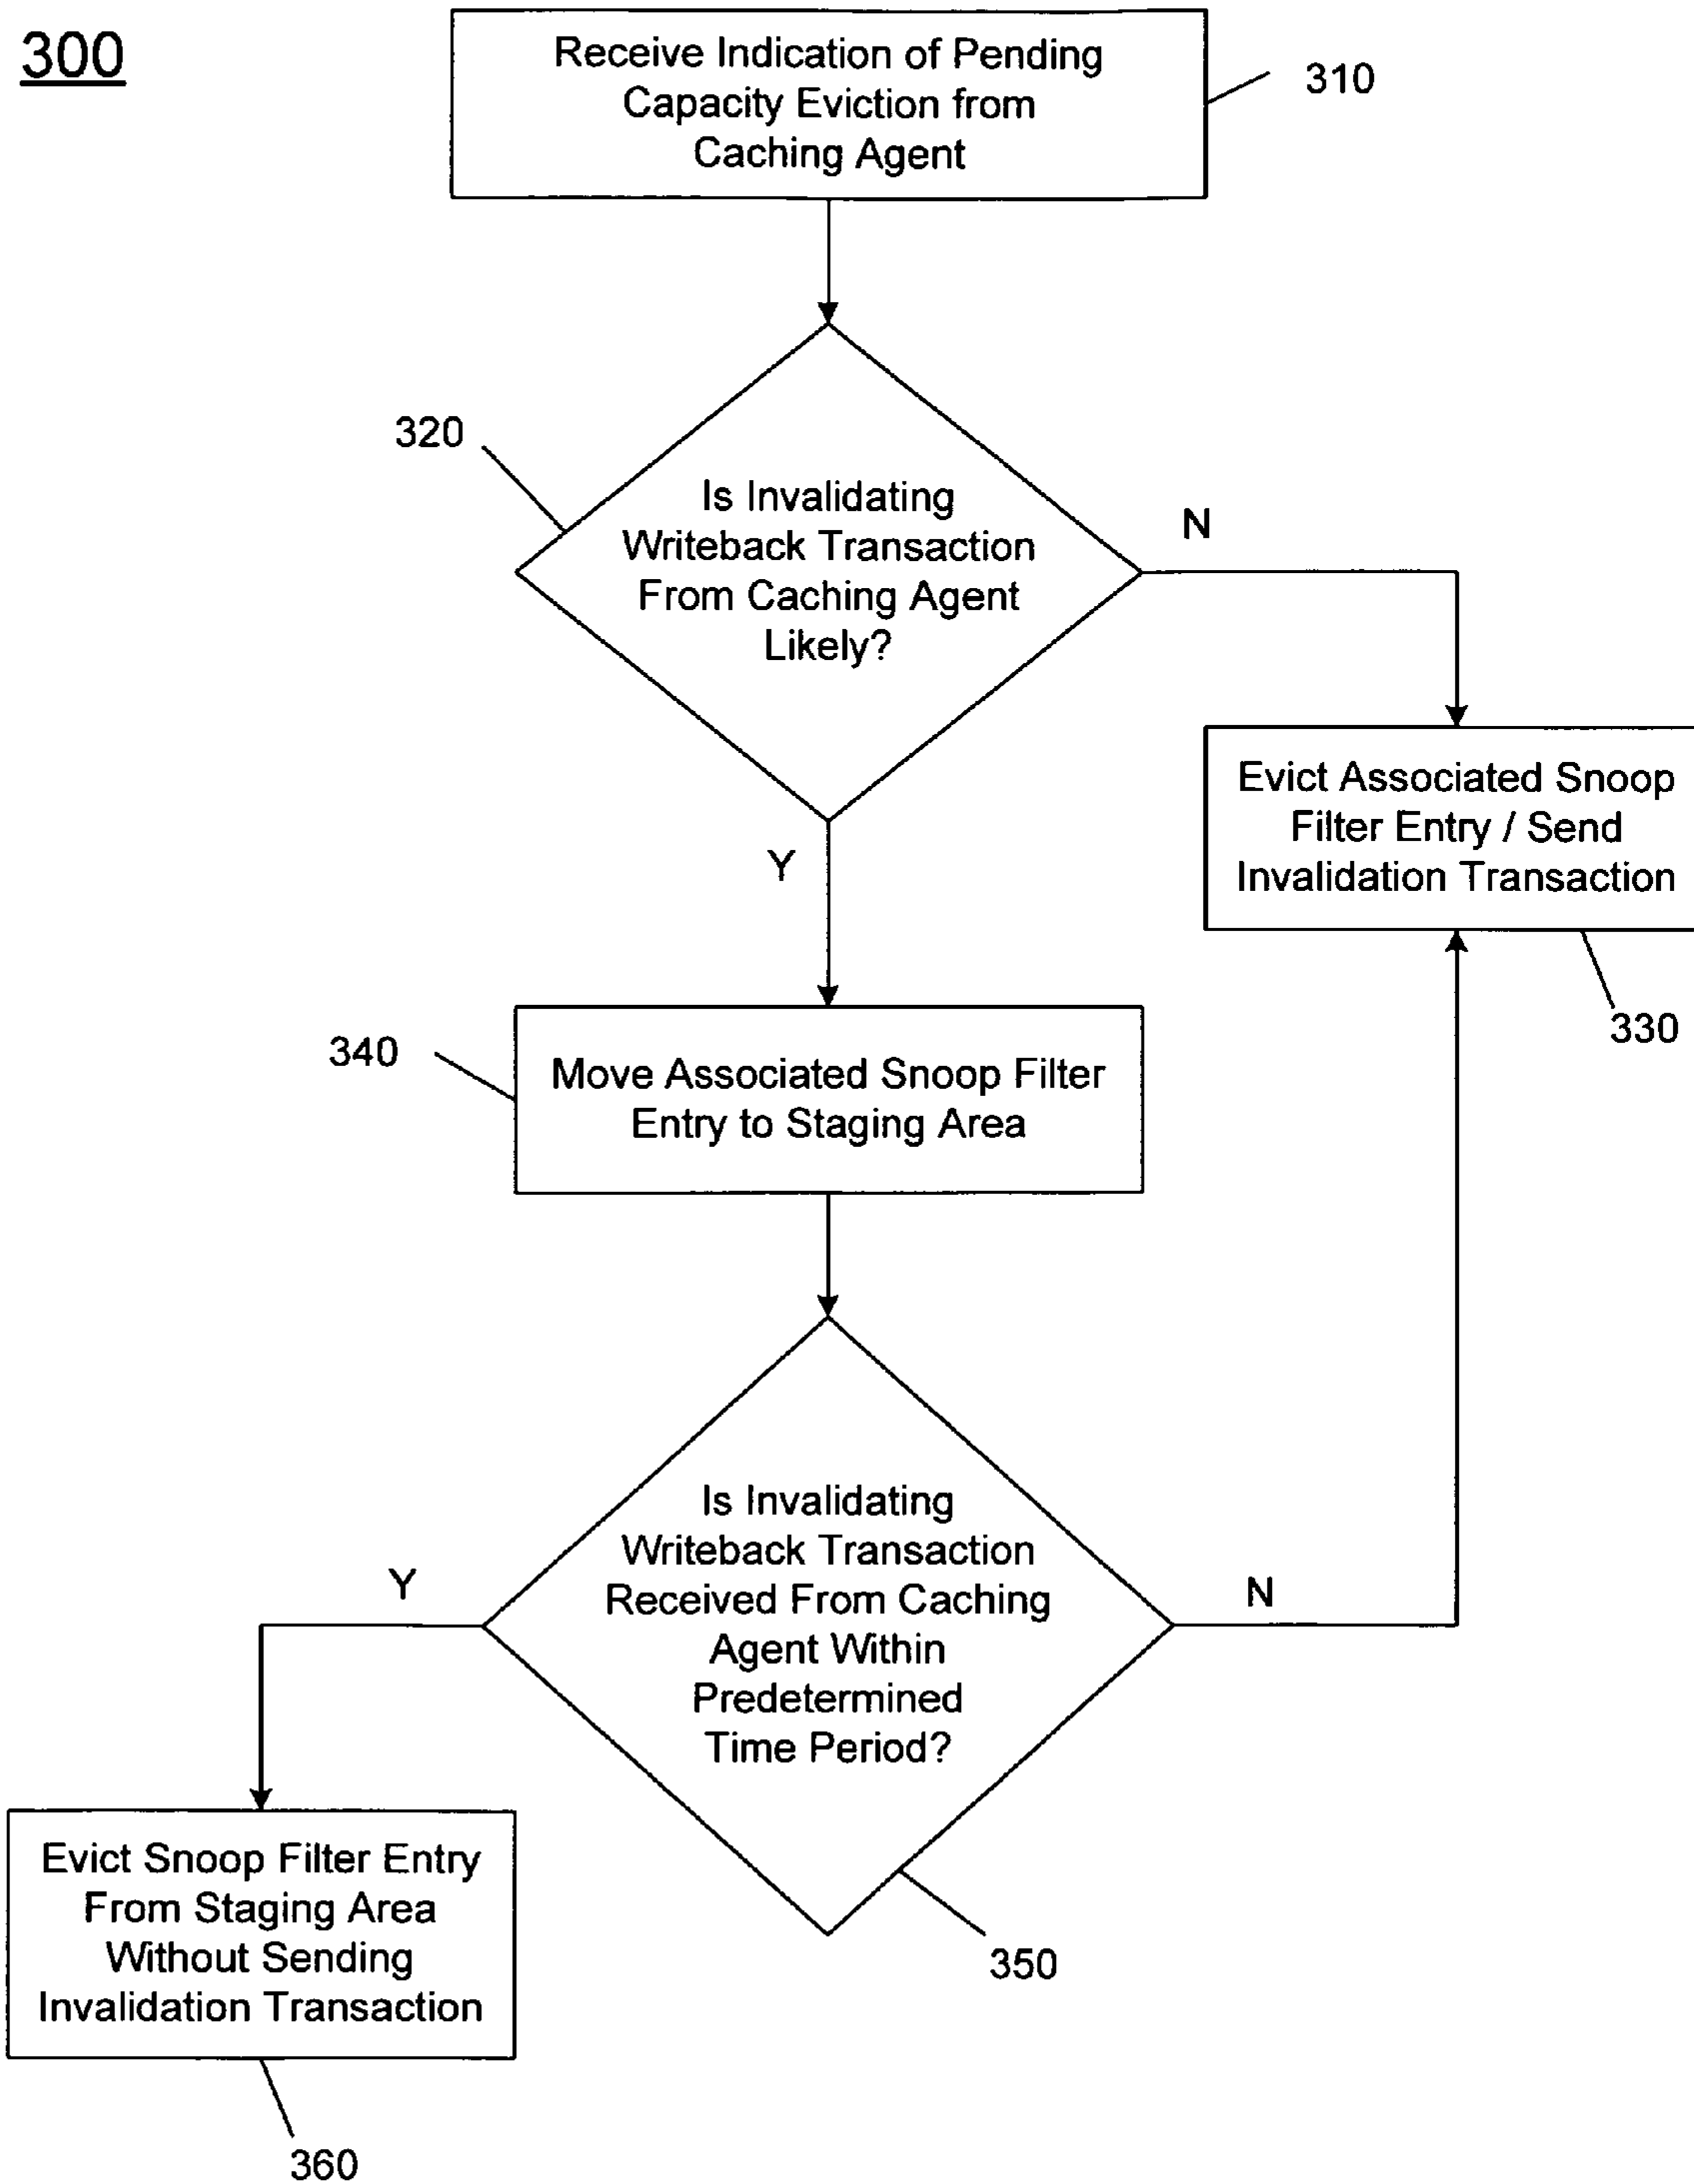 300
Receive Indication of Pending
Capacity Eviction from
Caching Agent
310
320
Is Invalidating
Writeback Transaction
From Caching Agent
Likely?
N
Y
Evict Associated Snoop
Filter Entry / Send
Invalidation Transaction
330
340
Move Associated Snoop Filter
Entry to Staging Area
Is Invalidating
Writeback Transaction
Received From Caching
Agent Within
Predetermined
Time Period?
Y
N
350
Evict Snoop Filter Entry
From Staging Area
Without Sending
Invalidation Transaction
360